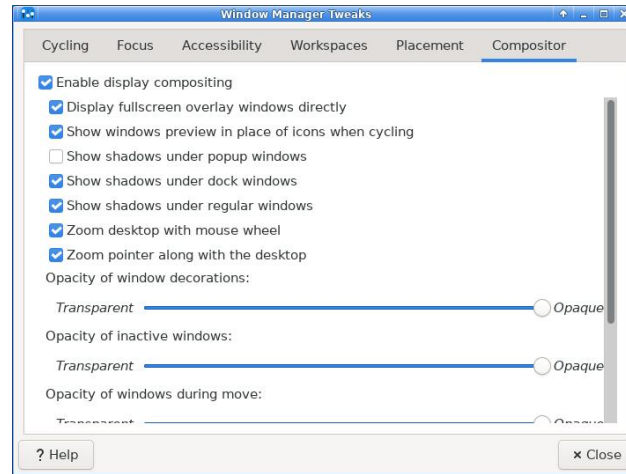 Window Manager Tweaks
Cycling Focus Accessibility Workspaces Placement Compositor
Enable display compositing
Display fullscreen overlay windows directly
Show windows preview in place of icons when cycling
Show shadows under popup windows
Show shadows under dock windows
Show shadows under regular windows
Zoom desktop with mouse wheel
Zoom pointer along with the desktop
Opacity of window decorations:
Transparent Opaque
Opacity of inactive windows:
Transparent Opaque
Opacity of windows during move:
Transparent Opaque
? Help × Close